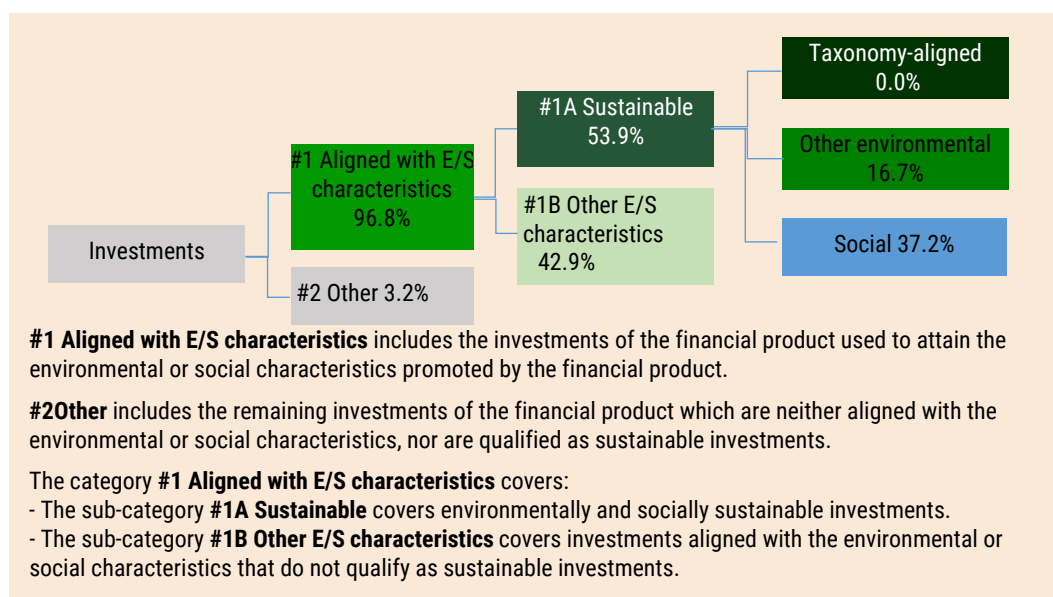 Investments
#1 Aligned with E/S
characteristics
96.8%
#2 Other 3.2%
#1A Sustainable
53.9%
#1B Other E/S
characteristics
42.9%
Taxonomy-aligned
0.0%
Other environmental
16.7%
Social 37.2%
#1 Aligned with E/S characteristics includes the investments of the financial product used to attain the
environmental or social characteristics promoted by the financial product.
#2Other includes the remaining investments of the financial product which are neither aligned with the
environmental or social characteristics, nor are qualified as sustainable investments.
The category #1 Aligned with E/S characteristics covers:
- The sub-category #1A Sustainable covers environmentally and socially sustainable investments.
- The sub-category #1B Other E/S characteristics covers investments aligned with the environmental or
social characteristics that do not qualify as sustainable investments.